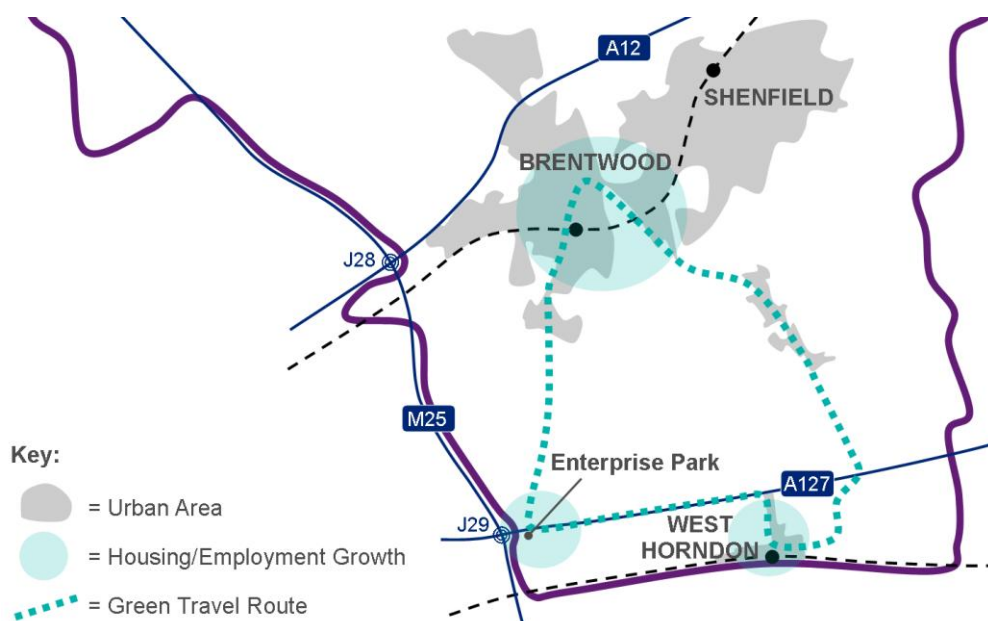 A12
SHENFIELD
BRENTWOOD
J28
M25
Key:
= Urban Area
= Housing/Employment Growth
= Green Travel Route
Enterprise Park
A127
J29
WEST
HORNDON